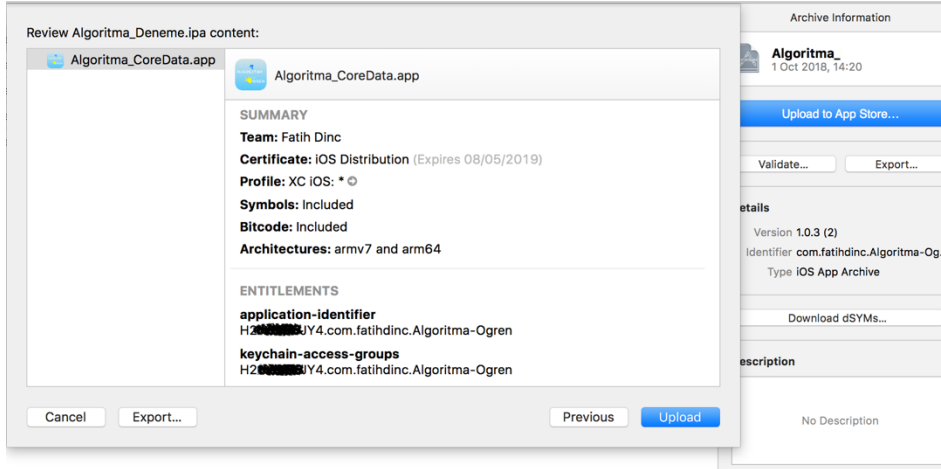 Review Algoritma_Deneme.ipa content:
Algoritma_CoreData.app
Algoritma_CoreData.app
SUMMARY
Team: Fatih Dinc
Certificate: iOS Distribution (Expires 08/05/2019)
Profile: XC iOS: *
Symbols: Included
Bitcode: Included
Architectures: armv7 and arm64
ENTITLEMENTS
application-identifier
H2 JY4.com.fatihdinc.Algoritma-Ogren
keychain-access-groups
H2 JY4.com.fatihdinc.Algoritma-Ogren
Cancel
Export...
Previous
Upload
Archive Information
Algoritma_
1 Oct 2018, 14:20
Upload to App Store...
Validate...
Export...
etails
Version 1.0.3 (2)
Identifier com.fatihdinc.Algoritma-Og.
Type iOS App Archive
Download dSYMs...
escription
No Description